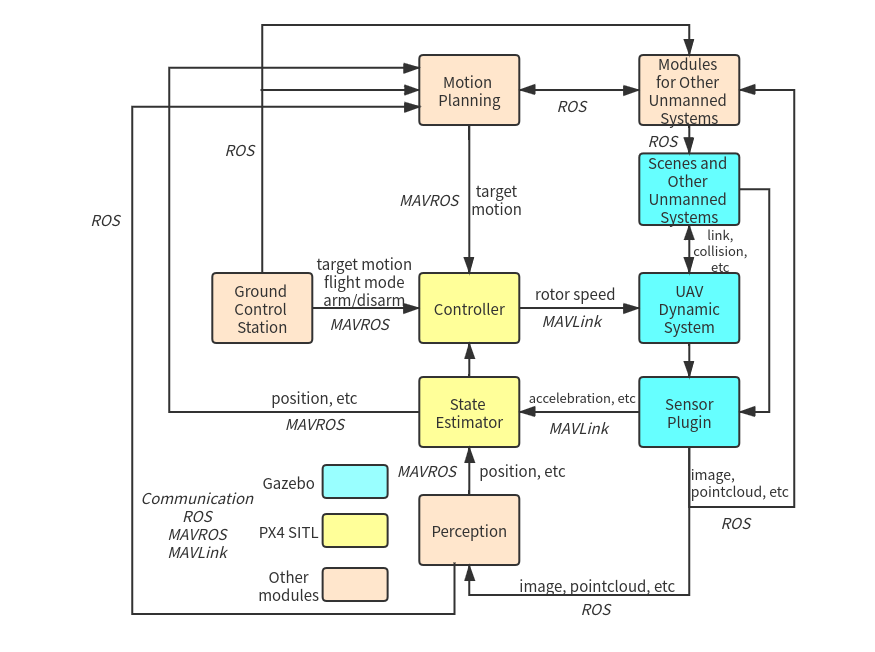 Motion
Planning
Modules
for Other
Unmanned
Systems
ROS
ROS
ROS
Scenes and
Other
Unmanned
Systems
MAVROS
target
motion
ROS
link,
collision,
etc
target motion
flight mode
arm/disarm
MAVROS
Ground
Control
Station
Controller
rotor speed
MAVLink
UAV
Dynamic
System
position, etc
MAVROS
State
Estimator
accelebration, etc
MAVLink
Sensor
Plugin
MAVROS
position, etc
image,
pointcloud, etc
ROS
Gazebo
Communication
ROS
MAVROS
MAVLink
PX4 SITL
Other
modules
Perception
image, pointcloud, etc
ROS